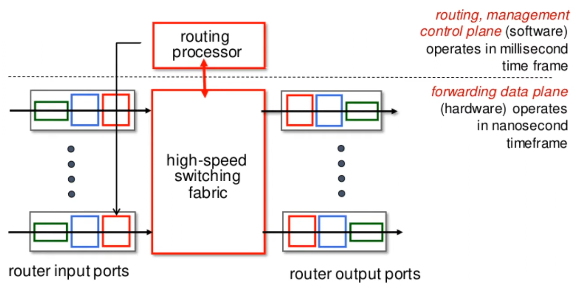 routing, management
control plane (software)
operates in millisecond
time frame
routing
processor
forwarding data plane
(hardware) operates
in nanosecond
timeframe
high-speed
switching
fabric
router input ports
router output ports